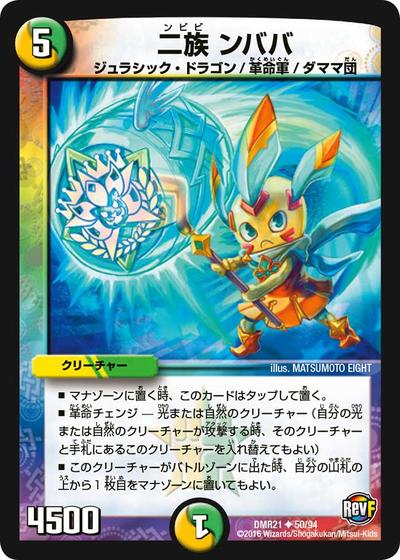 5
ンビビ
二族 ンババ
かくめいぐん だん
ジュラシック・ドラゴン / 革命軍 / ダママ団
illus. MATSUMOTO EIGHT
クリーチャー
■ マナゾーンに置く時、このカードはタップして置く。
■ 革命チェンジ ― 光または自然のクリーチャー (自分の光
または自然のクリーチャーが攻撃する時、そのクリーチャー
と手札にあるこのクリーチャーを入れ替えてもよい)
■ このクリーチャーがバトルゾーンに出た時、自分の山札の
上から1枚目をマナゾーンに置いてもよい。
4500
1
RevF
DMR21 ◆ 50/94
©2016 Wizards/Shogakukan/Mitsui-Kids